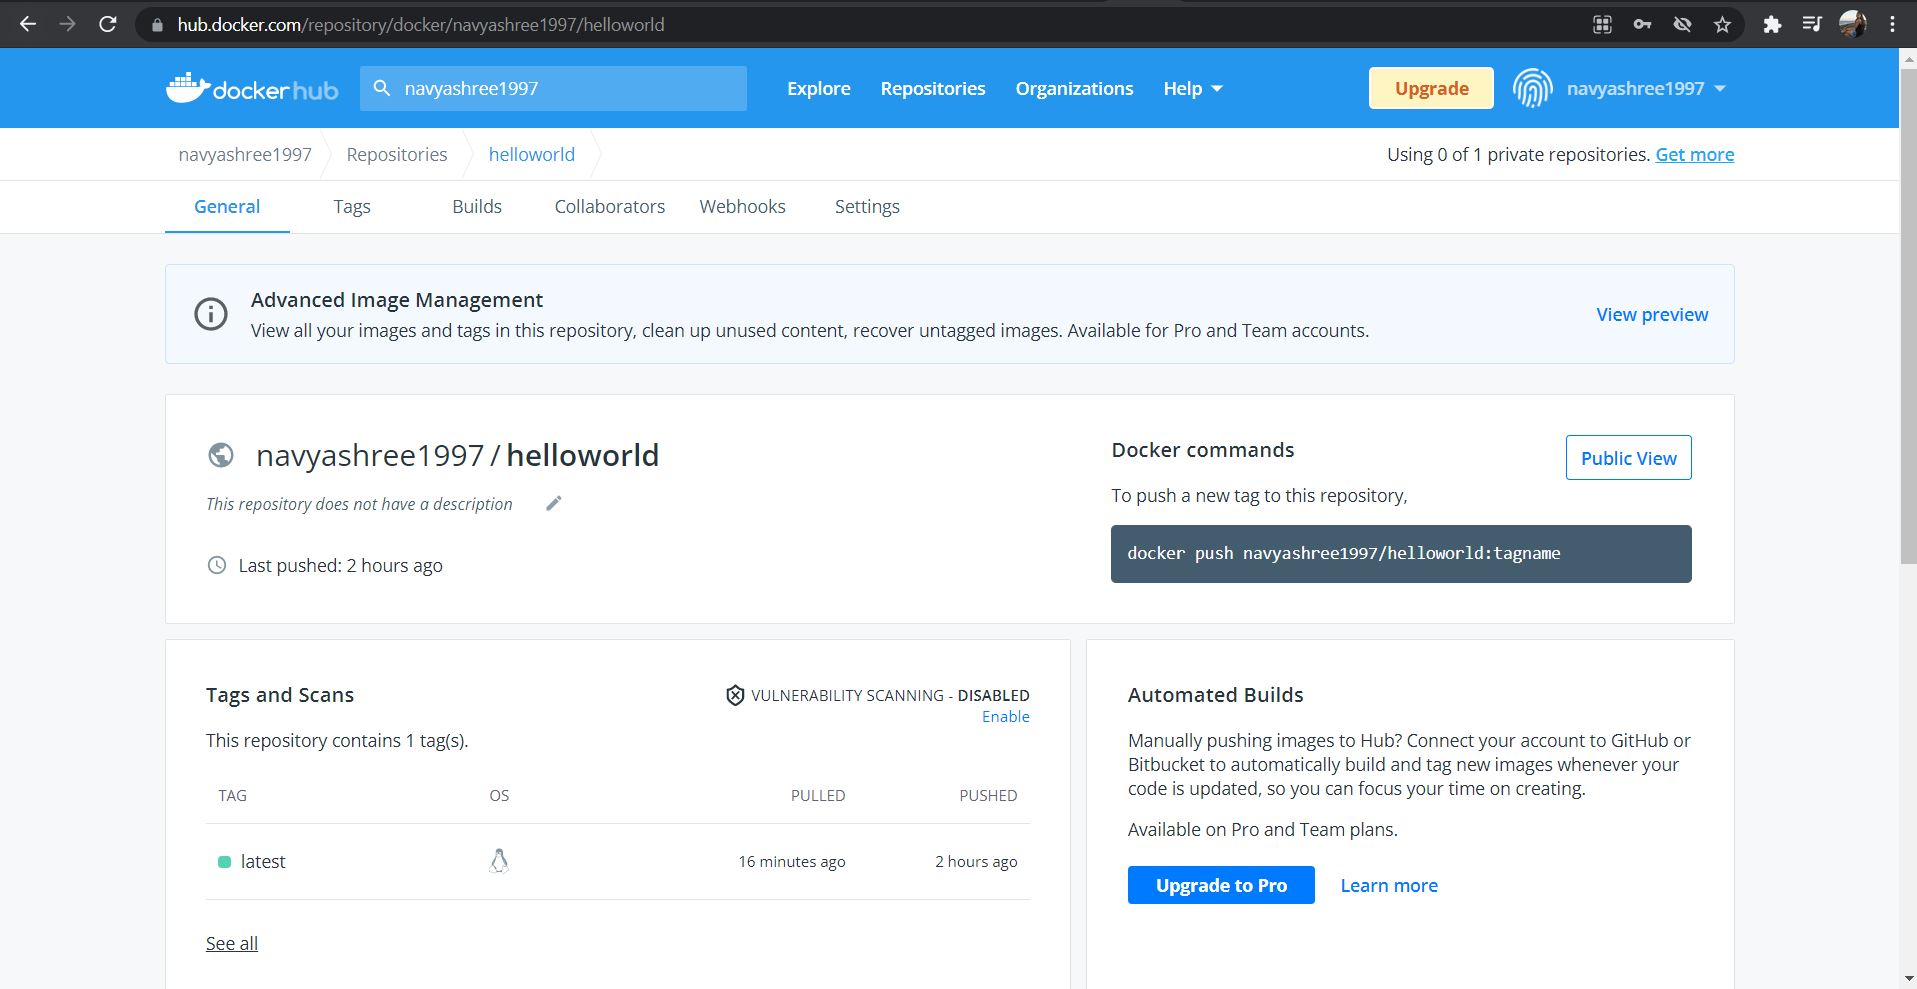 hub.docker.com/repository/docker/navyashree1997/helloworld
dockerhub navyashree1997 Explore Repositories Organizations Help Upgrade navyashree1997
navyashree1997 Repositories helloworld Using 0 of 1 private repositories. Get more
General Tags Builds Collaborators Webhooks Settings
Advanced Image Management
View all your images and tags in this repository, clean up unused content, recover untagged images. Available for Pro and Team accounts.
View preview
navyashree1997 / helloworld
This repository does not have a description
Last pushed: 2 hours ago
Docker commands
Public View
To push a new tag to this repository,
docker push navyashree1997/helloworld:tagname
Tags and Scans
VULNERABILITY SCANNING - DISABLED
Enable
This repository contains 1 tag(s).
TAG OS PULLED PUSHED
latest 16 minutes ago 2 hours ago
See all
Automated Builds
Manually pushing images to Hub? Connect your account to GitHub or
Bitbucket to automatically build and tag new images whenever your
code is updated, so you can focus your time on creating.
Available on Pro and Team plans.
Upgrade to Pro Learn more